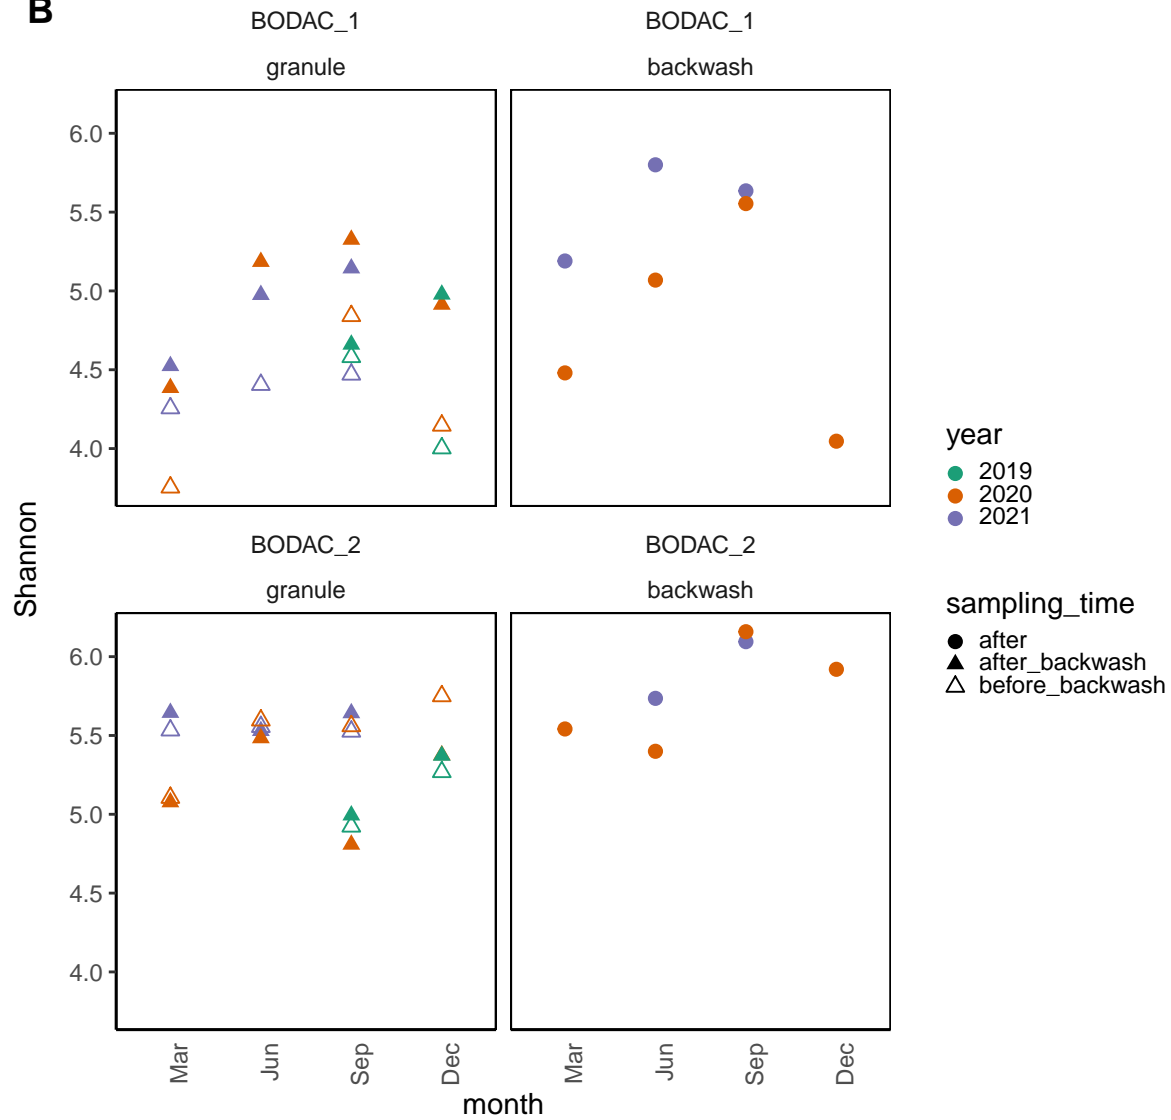 B
BODAC_1
BODAC_1
granule
backwash
6.0
5.5
5.0
4.5
4.0
BODAC_2
BODAC_2
granule
backwash
6.0
5.5
5.0
4.5
4.0
Shannon
Mar
Jun
Sep
Dec
Mar
Jun
Sep
Dec
month
year
2019
2020
2021
sampling_time
after
after_backwash
before_backwash